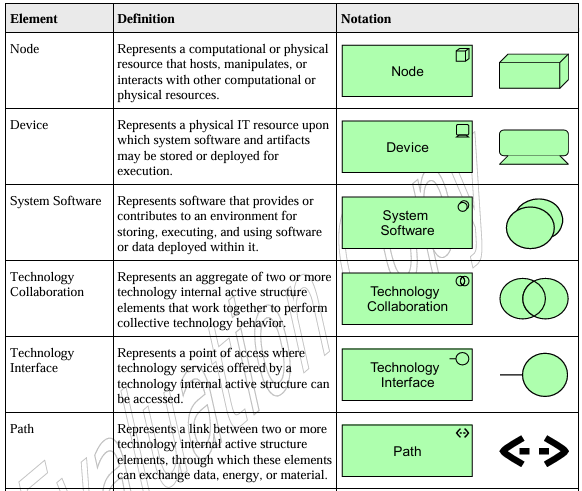 Element Definition Notation
Node Represents a computational or physical
resource that hosts, manipulates, or
interacts with other computational or
physical resources.
Node
Device Represents a physical IT resource upon
which system software and artifacts
may be stored or deployed for
execution.
Device
System Software Represents software that provides or
contributes to an environment for
storing, executing, and using software
or data deployed within it.
System
Software
Technology
Collaboration
Represents an aggregate of two or more
technology internal active structure
elements that work together to perform
collective technology behavior.
Technology
Collaboration
Technology
Interface
Represents a point of access where
technology services offered by a
technology internal active structure can
be accessed.
Technology
Interface
Path Represents a link between two or more
technology internal active structure
elements, through which these elements
can exchange data, energy, or material.
Path
Evaluation Copy